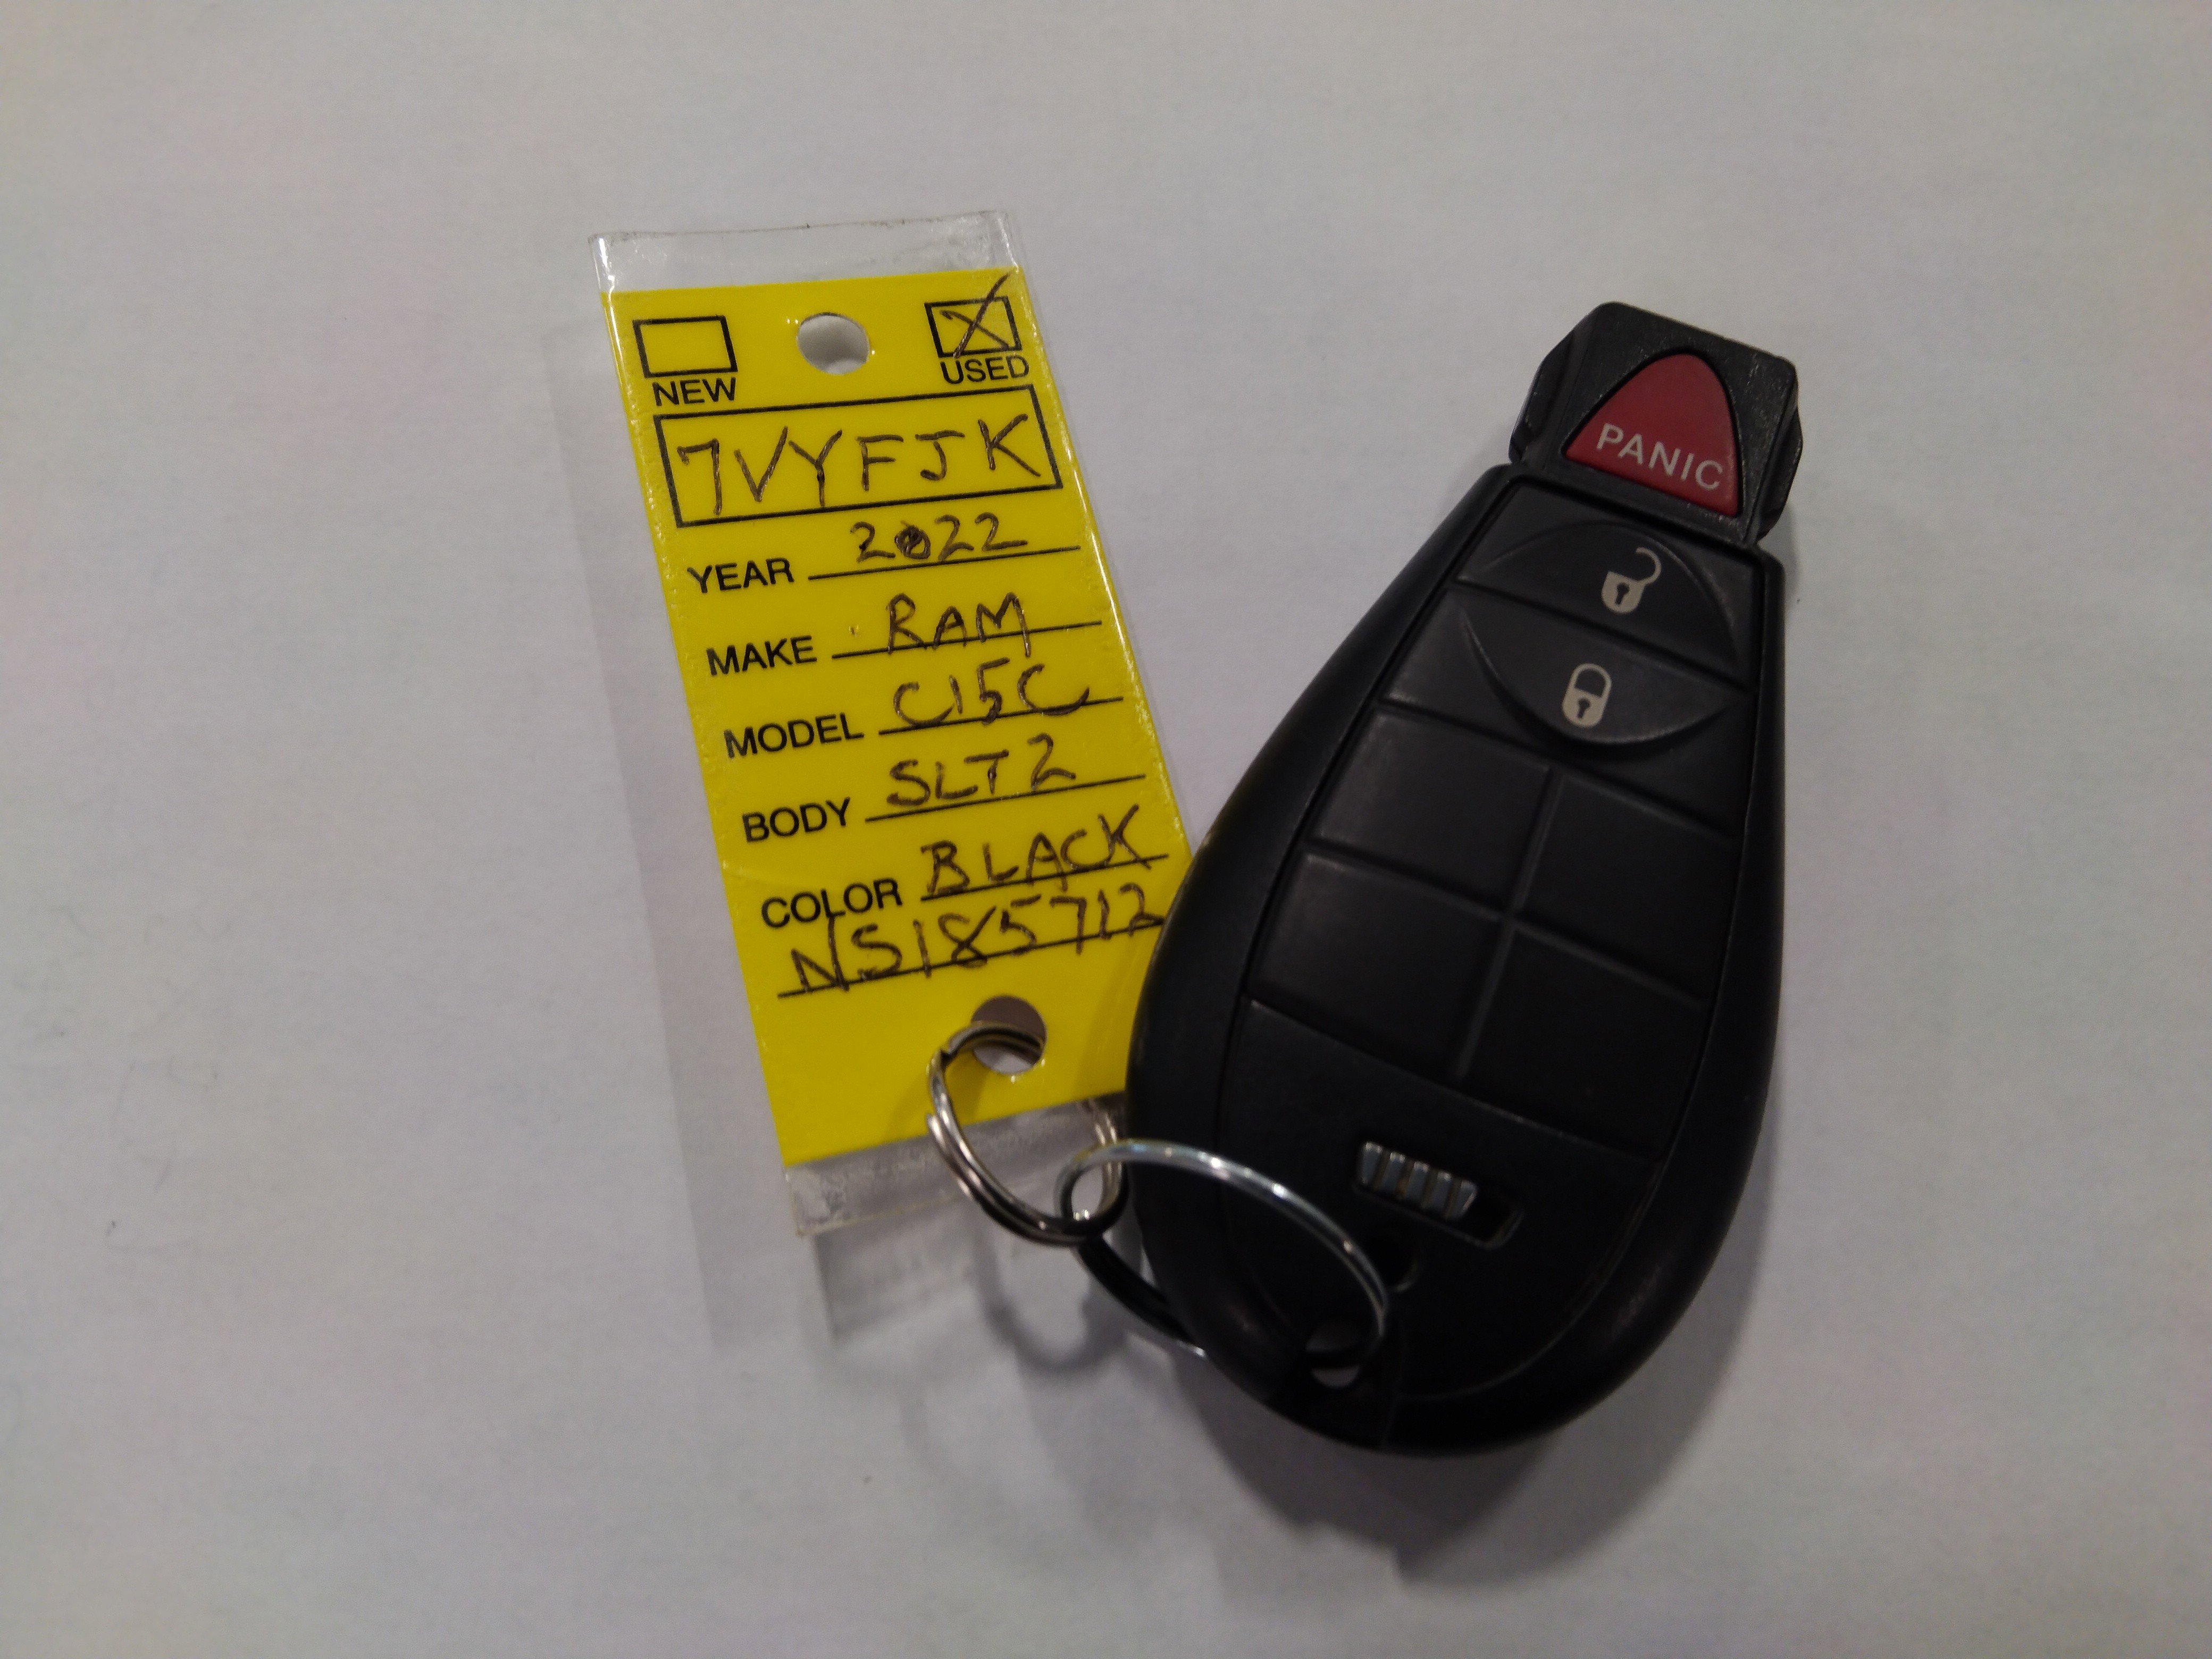 NEW USED
7VYFJK
YEAR 2022
MAKE RAM
MODEL C15C
BODY SLT2
COLOR BLACK
NS185712
PANIC